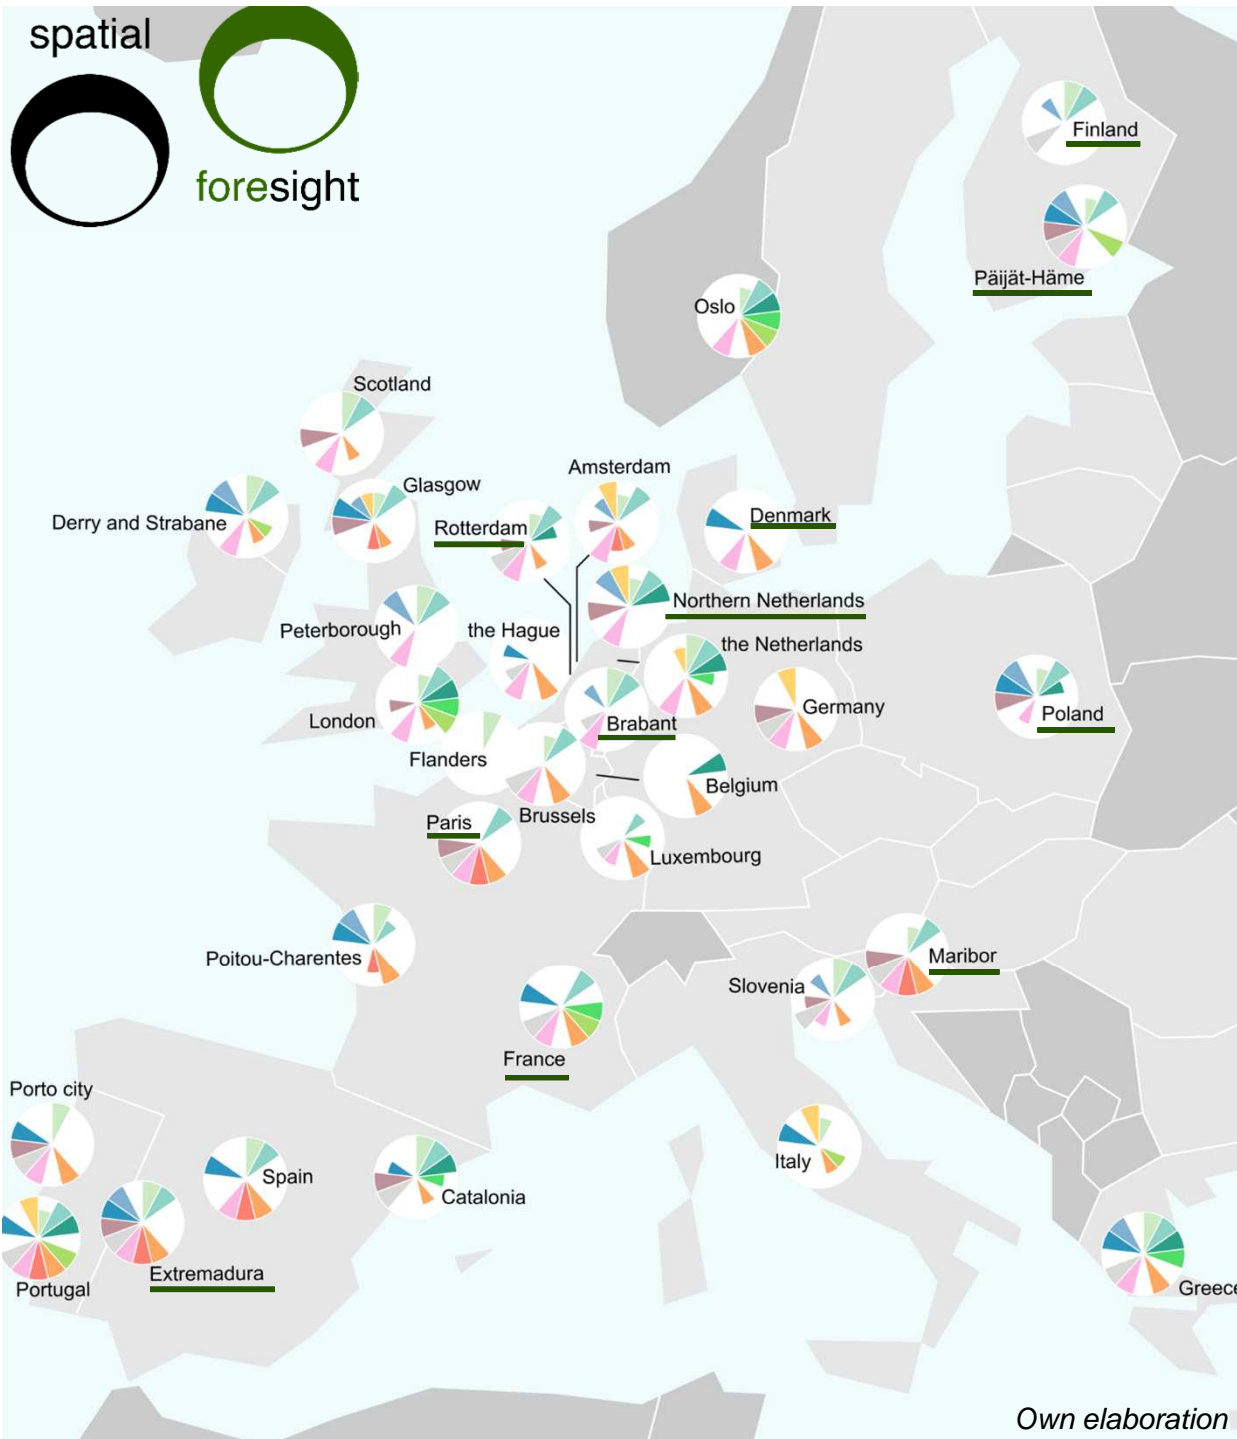 spatial
foresight
Finland
Päijät-Häme
Oslo
Scotland
Amsterdam
Glasgow
Derry and Strabane
Rotterdam
Denmark
Northern Netherlands
Peterborough
the Hague
the Netherlands
London
Brabant
Germany
Poland
Flanders
Belgium
Brussels
Paris
Luxembourg
Poitou-Charentes
Maribor
Slovenia
France
Porto city
Italy
Spain
Catalonia
Extremadura
Portugal
Greece
Own elaboration